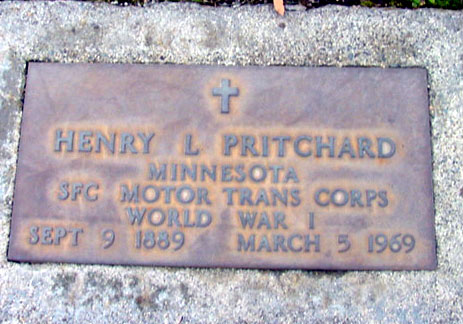 HENRY L PRITCHARD
MINNESOTA
SFC MOTOR TRANS CORPS
WORLD WAR I
SEPT 9 1889 MARCH 5 1969